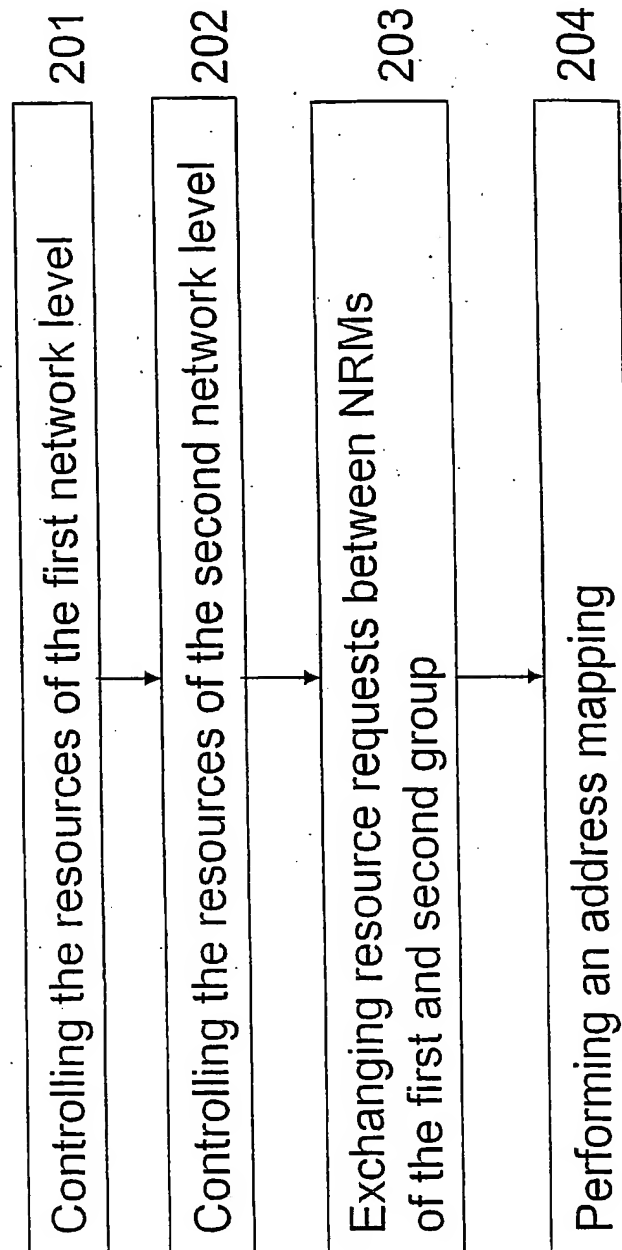 Controlling the resources of the first network level
201
Controlling the resources of the second network level
202
Exchanging resource requests between NRMs
of the first and second group
203
Performing an address mapping
204